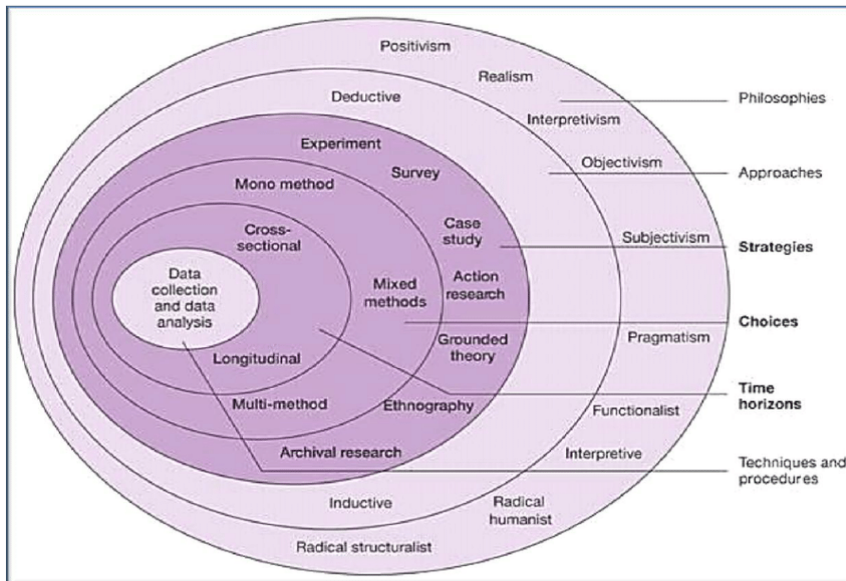 Positivism
Realism
Philosophies
Deductive
Interpretivism
Experiment
Objectivism
Approaches
Survey
Mono method
Case
study
Cross-
sectional
Subjectivism
Strategies
Data
collection
and data
analysis
Mixed
methods
Action
research
Choices
Grounded
theory
Pragmatism
Longitudinal
Time
horizons
Multi-method
Ethnography
Functionalist
Archival research
Interpretive
Techniques and
procedures
Inductive
Radical
humanist
Radical structuralist